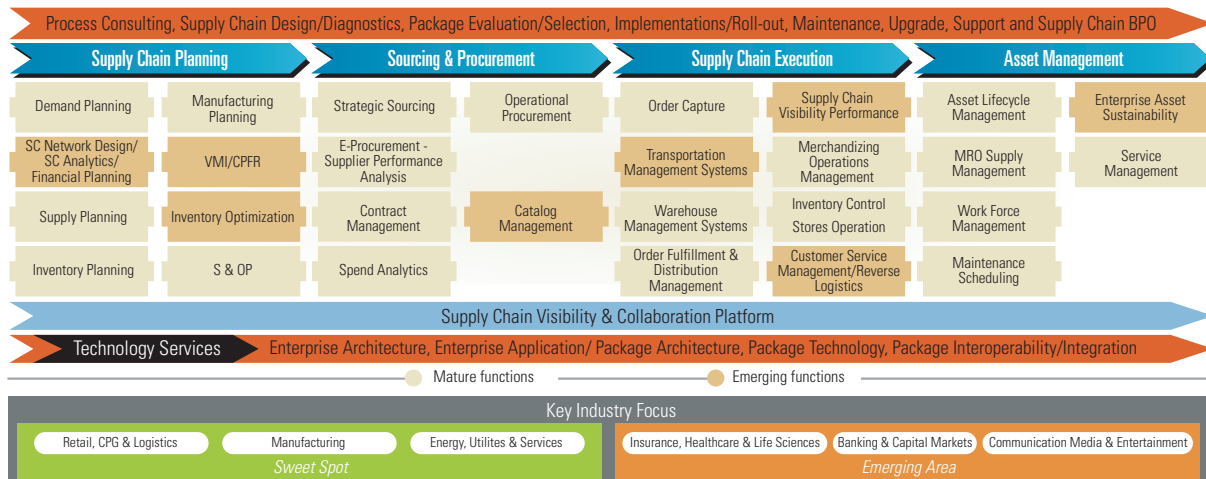 Process Consulting, Supply Chain Design/Diagnostics, Package Evaluation/Selection, Implementations/Roll-out, Maintenance, Upgrade, Support and Supply Chain BPO
Supply Chain Planning
Sourcing & Procurement
Supply Chain Execution
Asset Management
Demand Planning
Manufacturing
Planning
SC Network Design/
SC Analytics/
Financial Planning
VMI/CPFR
Supply Planning
Inventory Optimization
Inventory Planning
S & OP
Strategic Sourcing
Operational
Procurement
E-Procurement -
Supplier Performance
Analysis
Contract
Management
Catalog
Management
Spend Analytics
Order Capture
Supply Chain
Visibility Performance
Transportation
Management Systems
Merchandizing
Operations
Management
Warehouse
Management Systems
Inventory Control
Stores Operation
Order Fulfillment &
Distribution
Management
Customer Service
Management/Reverse
Logistics
Asset Lifecycle
Management
Enterprise Asset
Sustainability
MRO Supply
Management
Service
Management
Work Force
Management
Maintenance
Scheduling
Supply Chain Visibility & Collaboration Platform
Technology Services
Enterprise Architecture, Enterprise Application/ Package Architecture, Package Technology, Package Interoperability/Integration
Mature functions
Emerging functions
Key Industry Focus
Retail, CPG & Logistics
Manufacturing
Energy, Utilites & Services
Sweet Spot
Insurance, Healthcare & Life Sciences
Banking & Capital Markets
Communication Media & Entertainment
Emerging Area